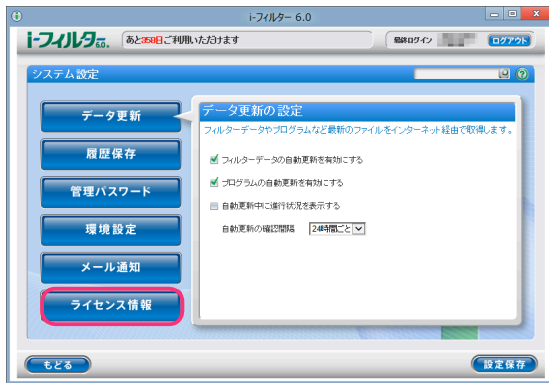 i-フィルター 6.0
i-フィルタ6.0. あと358日ご利用いただけます 最終ログイン ログアウト
システム設定
データ更新
履歴保存
管理パスワード
環境設定
メール通知
ライセンス情報
データ更新の設定
フィルターデータやプログラムなど最新のファイルをインターネット経由で取得します。
フィルターデータの自動更新を有効にする
プログラムの自動更新を有効にする
自動更新中に進行状況を表示する
自動更新の確認間隔 24時間ごと
もどる 設定保存